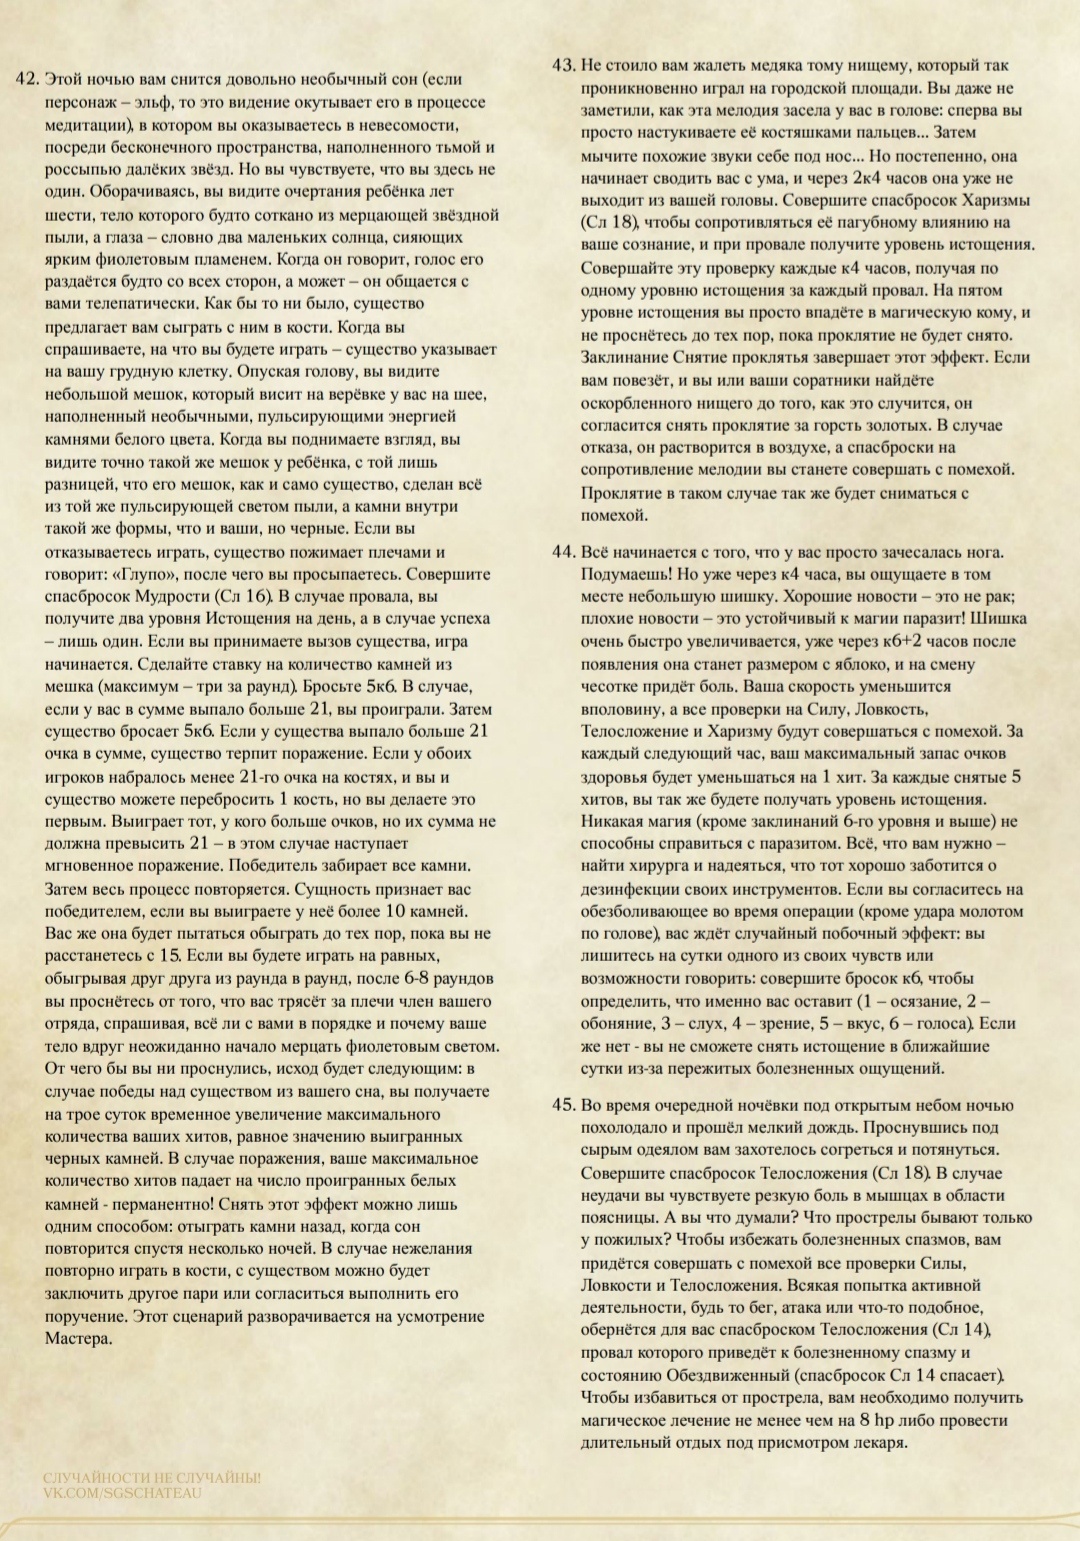 42. Этой ночью вам снится довольно необычный сон (если
персонаж – эльф, то это видение окутывает его в процессе
медитации), в котором вы оказываетесь в невесомости,
посреди бесконечного пространства, наполненного тьмой и
россыпью далёких звёзд. Но вы чувствуете, что вы здесь не
один. Оборачиваясь, вы видите очертания ребёнка лет
шести, тело которого будто соткано из мерцающей звёздной
пыли, а глаза – словно два маленьких солнца, сияющих
ярким фиолетовым пламенем. Когда он говорит, голос его
раздаётся будто со всех сторон, а может – он общается с
вами телепатически. Как бы то ни было, существо
предлагает вам сыграть с ним в кости. Когда вы
спрашиваете, на что вы будете играть – существо указывает
на вашу грудную клетку. Опуская голову, вы видите
небольшой мешок, который висит на верёвке у вас на шее,
наполненный необычными, пульсирующими энергией
камнями белого цвета. Когда вы поднимаете взгляд, вы
видите точно такой же мешок у ребёнка, с той лишь
разницей, что его мешок, как и само существо, сделан всё
из той же пульсирующей светом пыли, а камни внутри
такой же формы, что и ваши, но черные. Если вы
отказываетесь играть, существо пожимает плечами и
говорит: «Глупо», после чего вы просыпаетесь. Совершите
спасбросок Мудрости (Сл 16). В случае провала, вы
получите два уровня Истощения на день, а в случае успеха
– лишь один. Если вы принимаете вызов существа, игра
начинается. Сделайте ставку на количество камней из
мешка (максимум – три за раунд). Бросьте 5к6. В случае,
если у вас в сумме выпало больше 21, вы проиграли. Затем
существо бросает 5к6. Если у существа выпало больше 21
очка в сумме, существо терпит поражение. Если у обоих
игроков набралось менее 21-го очка на костях, и вы и
существо можете перебросить 1 кость, но вы делаете это
первым. Выиграет тот, у кого больше очков, но их сумма не
должна превысить 21 – в этом случае наступает
мгновенное поражение. Победитель забирает все камни.
Затем весь процесс повторяется. Сущность признает вас
победителем, если вы выиграете у неё более 10 камней.
Вас же она будет пытаться обыграть до тех пор, пока вы не
расстанетесь с 15. Если вы будете играть на равных,
обыгрывая друг друга из раунда в раунд, после 6-8 раундов
вы проснётесь от того, что вас трясёт за плечи член вашего
отряда, спрашивая, всё ли с вами в порядке и почему ваше
тело вдруг неожиданно начало мерцать фиолетовым светом.
От чего бы вы ни проснулись, исход будет следующим: в
случае победы над существом из вашего сна, вы получаете
на трое суток временное увеличение максимального
количества ваших хитов, равное значению выигранных
черных камней. В случае поражения, ваше максимальное
количество хитов падает на число проигранных белых
камней - перманентно! Снять этот эффект можно лишь
одним способом: отыграть камни назад, когда сон
повторится спустя несколько ночей. В случае нежелания
повторно играть в кости, с существом можно будет
заключить другое пари или согласиться выполнить его
поручение. Этот сценарий разворачивается на усмотрение
Мастера.
43. Не стоило вам жалеть медяка тому нищему, который так
проникновенно играл на городской площади. Вы даже не
заметили, как эта мелодия засела у вас в голове: сперва вы
просто настукиваете её костяшками пальцев... Затем
мычите похожие звуки себе под нос... Но постепенно, она
начинает сводить вас с ума, и через 2к4 часов она уже не
выходит из вашей головы. Совершите спасбросок Харизмы
(Сл 18), чтобы сопротивляться её пагубному влиянию на
ваше сознание, и при провале получите уровень истощения.
Совершайте эту проверку каждые к4 часов, получая по
одному уровню истощения за каждый провал. На пятом
уровне истощения вы просто впадёте в магическую кому, и
не проснётесь до тех пор, пока проклятие не будет снято.
Заклинание Снятие проклятья завершает этот эффект. Если
вам повезёт, и вы или ваши соратники найдёте
оскорбленного нищего до того, как это случится, он
согласится снять проклятие за горсть золотых. В случае
отказа, он растворится в воздухе, а спасброски на
сопротивление мелодии вы станете совершать с помехой.
Проклятие в таком случае так же будет сниматься с
помехой.
44. Всё начинается с того, что у вас просто зачесалась нога.
Подумаешь! Но уже через к4 часа, вы ощущаете в том
месте небольшую шишку. Хорошие новости – это не рак;
плохие новости – это устойчивый к магии паразит! Шишка
очень быстро увеличивается, уже через к6+2 часов после
появления она станет размером с яблоко, и на смену
чесотке придёт боль. Ваша скорость уменьшится
вполовину, а все проверки на Силу, Ловкость,
Телосложение и Харизму будут совершаться с помехой. За
каждый следующий час, ваш максимальный запас очков
здоровья будет уменьшаться на 1 хит. За каждые снятые 5
хитов, вы так же будете получать уровень истощения.
Никакая магия (кроме заклинаний 6-го уровня и выше) не
способны справиться с паразитом. Всё, что вам нужно –
найти хирурга и надеяться, что тот хорошо заботится о
дезинфекции своих инструментов. Если вы согласитесь на
обезболивающее во время операции (кроме удара молотом
по голове), вас ждёт случайный побочный эффект: вы
лишитесь на сутки одного из своих чувств или
возможности говорить: совершите бросок к6, чтобы
определить, что именно вас оставит (1 – осязание, 2 –
обоняние, 3 – слух, 4 – зрение, 5 – вкус, 6 – голоса). Если
же нет - вы не сможете снять истощение в ближайшие
сутки из-за пережитых болезненных ощущений.
45. Во время очередной ночёвки под открытым небом ночью
похолодало и прошёл мелкий дождь. Проснувшись под
сырым одеялом вам захотелось согреться и потянуться.
Совершите спасбросок Телосложения (Сл 18). В случае
неудачи вы чувствуете резкую боль в мышцах в области
поясницы. А вы что думали? Что прострелы бывают только
у пожилых? Чтобы избежать болезненных спазмов, вам
придётся совершать с помехой все проверки Силы,
Ловкости и Телосложения. Всякая попытка активной
деятельности, будь то бег, атака или что-то подобное,
обернётся для вас спасброском Телосложения (Сл 14),
провал которого приведёт к болезненному спазму и
состоянию Обездвиженный (спасбросок Сл 14 спасает).
Чтобы избавиться от прострела, вам необходимо получить
магическое лечение не менее чем на 8 hp либо провести
длительный отдых под присмотром лекаря.
СЛУЧАЙНОСТИ НЕ СЛУЧАЙНЫ!
VK.COM/SGSCHATEAU